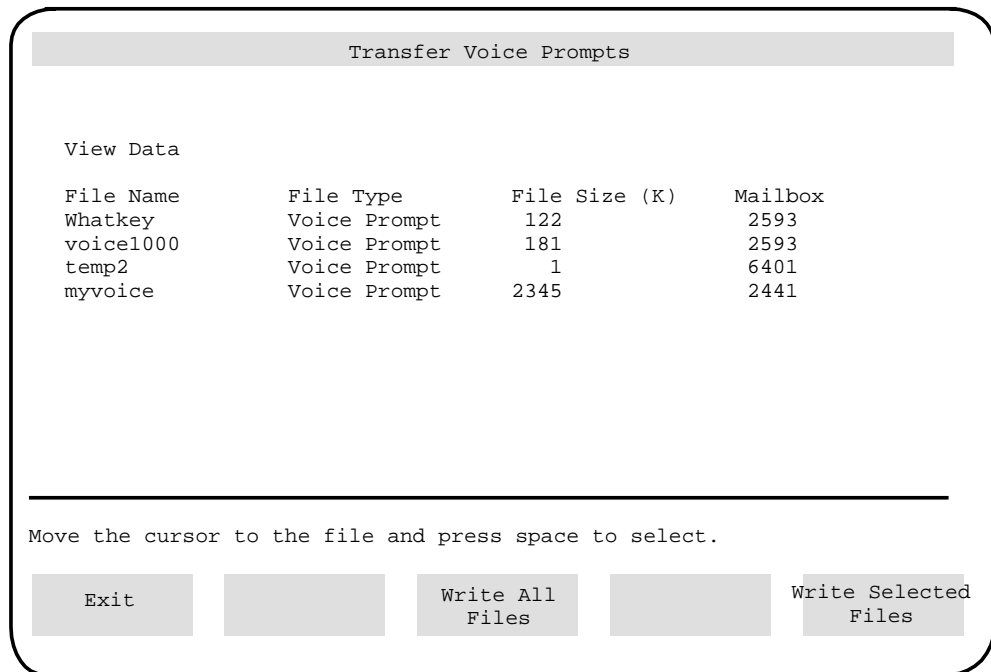 Transfer Voice Prompts
View Data
File Name File Type File Size (K) Mailbox
Whatkey Voice Prompt 122 2593
voice1000 Voice Prompt 181 2593
temp2 Voice Prompt 1 6401
myvoice Voice Prompt 2345 2441
Move the cursor to the file and press space to select.
Exit
Write All
Files
Write Selected
Files